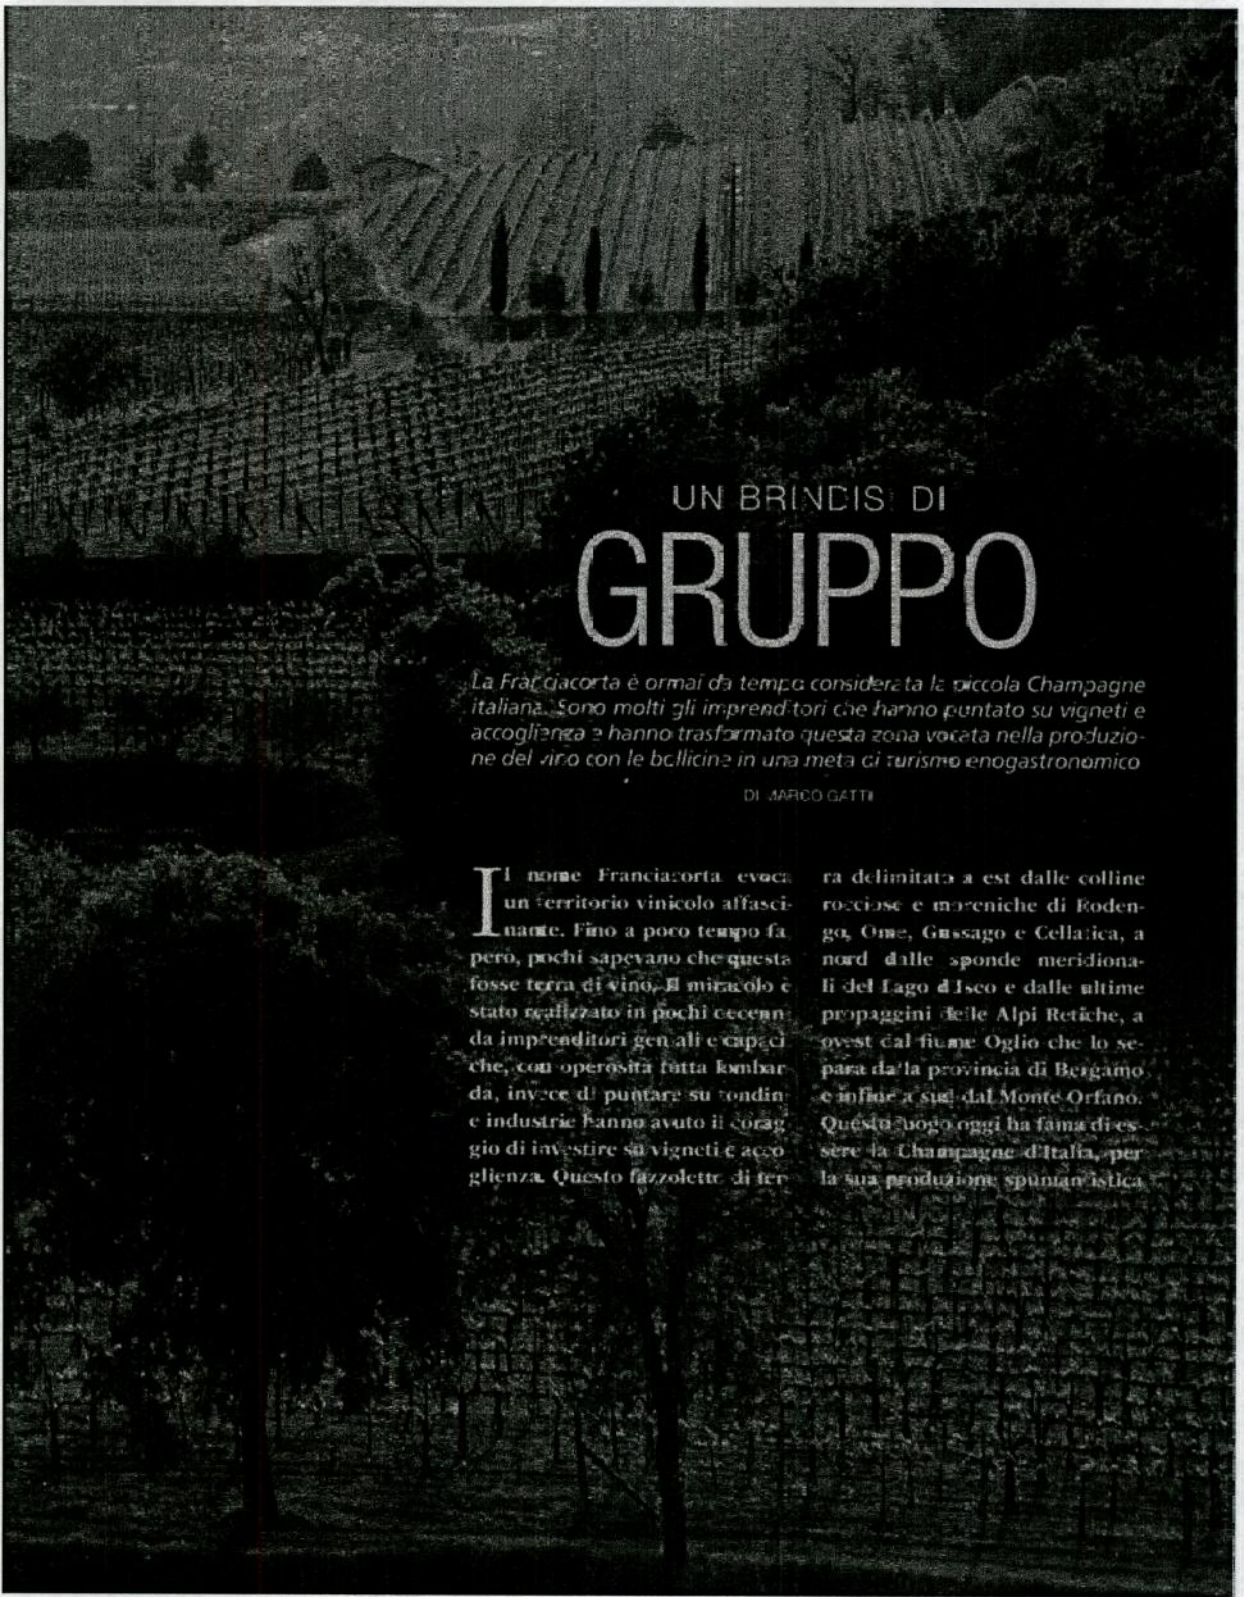 UN BRINDISI DI
GRUPPO
La Franciacorta è ormai da tempo considerata la piccola Champagne
italiana. Sono molti gli imprenditori che hanno puntato su vigneti e
accoglienza e hanno trasformato questa zona vocata nella produzio-
ne del vino con le bollicine in una meta di turismo enogastronomico
DI MARCO GATTI
Il nome Franciacorta evoca
un territorio vinicolo affasci-
nante. Fino a poco tempo fa
però, pochi sapevano che questa
fosse terra di vino. Il miracolo è
stato realizzato in pochi decenni
da imprenditori geniali e capaci
che, con operosità tutta lombar-
da, invece di puntare su tondini
e industrie hanno avuto il corag-
gio di investire su vigneti e acco-
glienza. Questo fazzoletto di ter-
ra delimitato a est dalle colline
rocciose e moreniche di Roden-
go, Ome, Gussago e Cellatica, a
nord dalle sponde meridiona-
li del Lago d'Iseo e dalle ultime
propaggini delle Alpi Retiche, a
ovest dal fiume Oglio che lo se-
para dalla provincia di Bergamo
e infine a sud dal Monte Orfano.
Questo luogo oggi ha fama di es-
sere la Champagne d'Italia, per
la sua produzione spumantistica